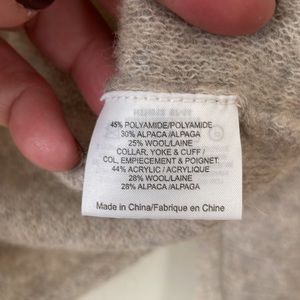 45% POLYAMIDE/POLYAMIDE
30% ALPACA /ALPAGA
25% WOOL/LAINE
COLLAR, YOKE & CUFF /
COL, EMPIECEMENT & POIGNET:
44% ACRYLIC / ACRYLIQUE
28% WOOL/LAINE
28% ALPACA /ALPAGA
Made in China/Fabrique en Chine